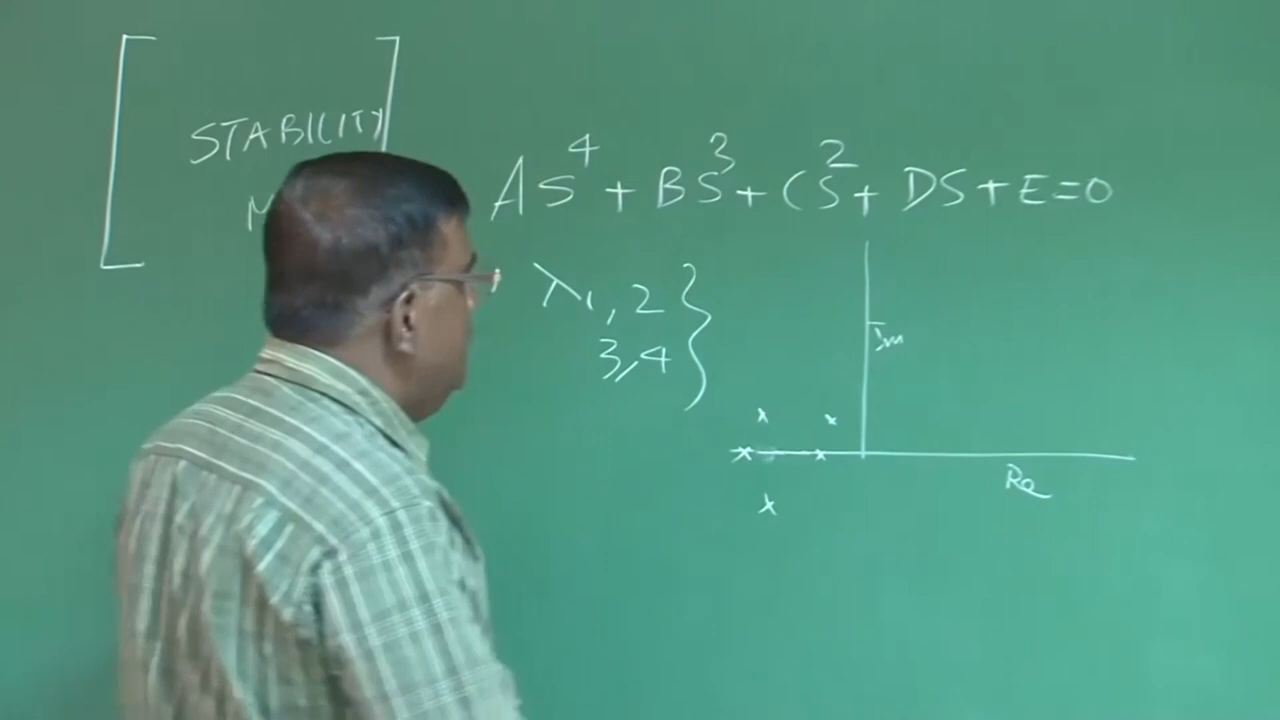 STABILITY
AS⁴ + BS³ + CS² + DS + E = 0
λ1,2
3,4
Im
Re